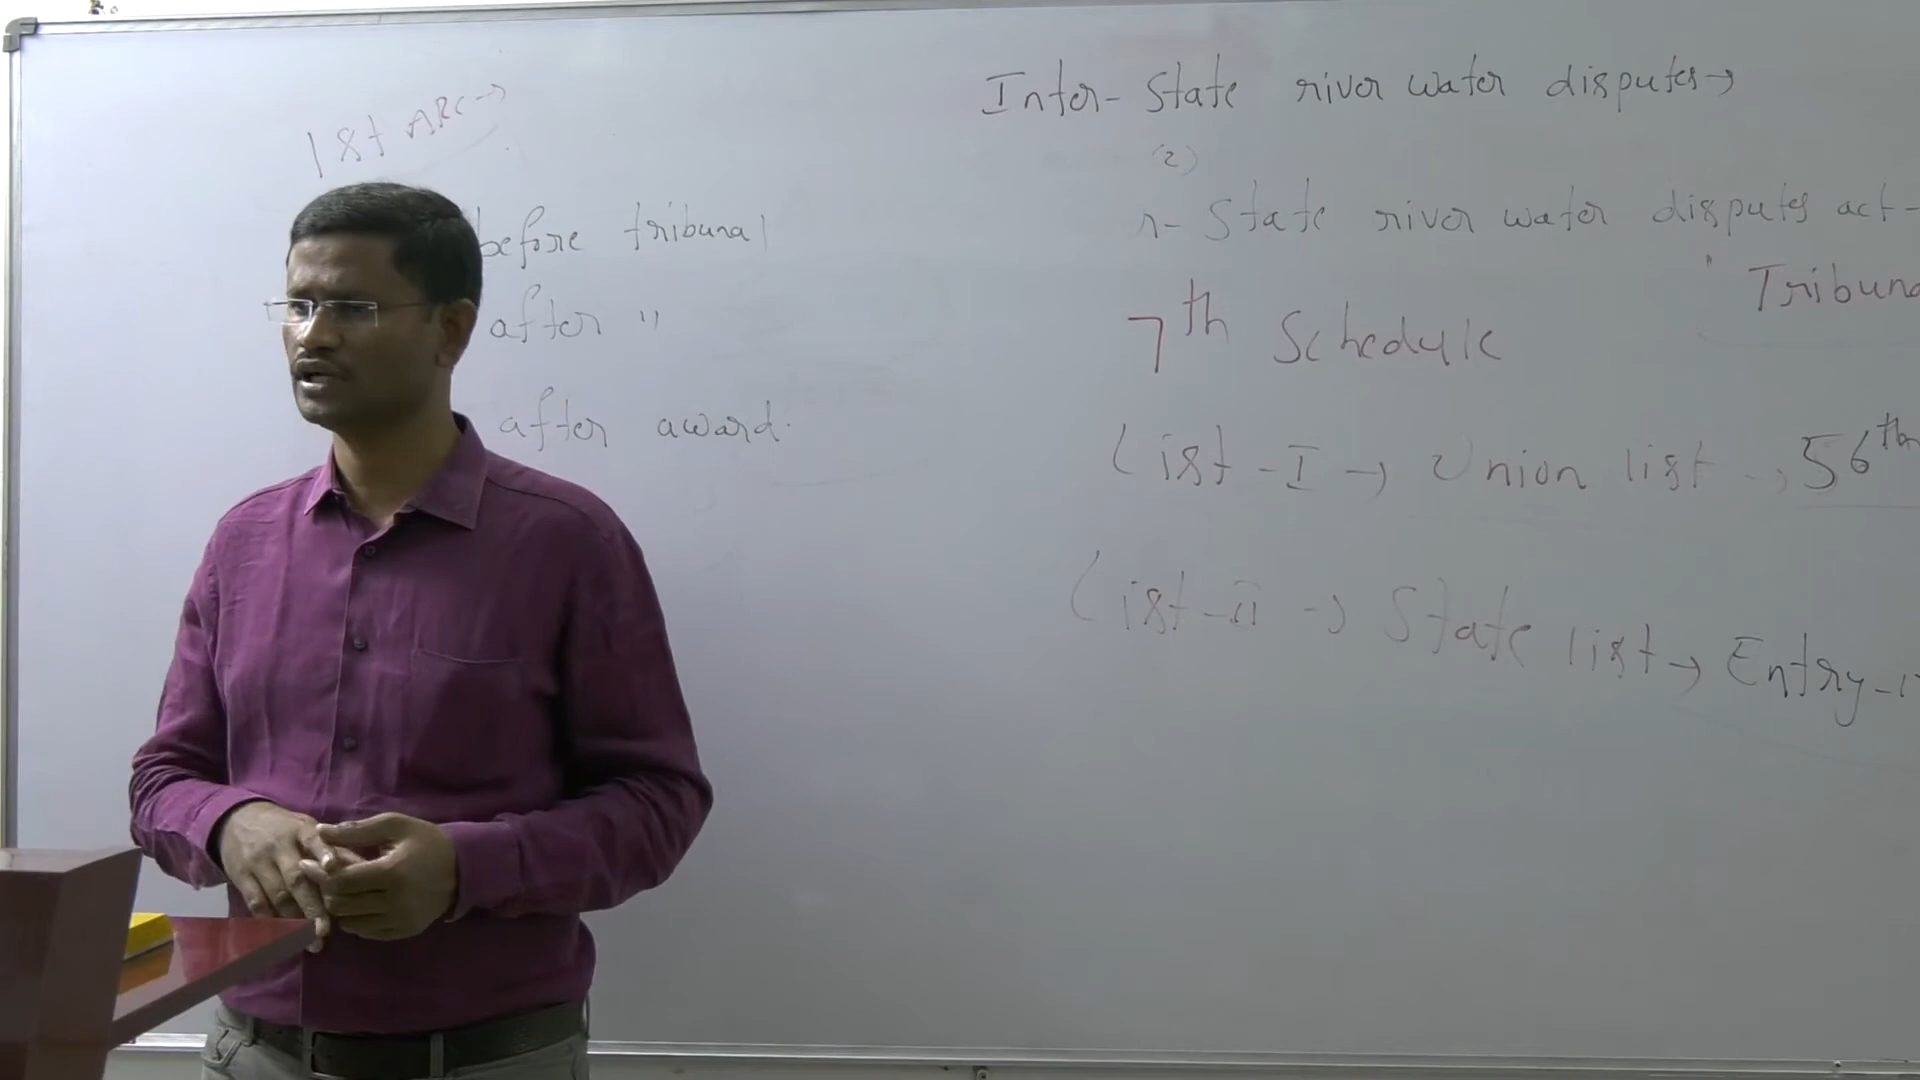 1st ARC→
before tribunal
after "
after award.
Inter-State river water disputes→
(2)
r-State river water disputes act-
" Tribuna
7th Schedule
List-I → Union list → 56th
List-II → State list → Entry-1